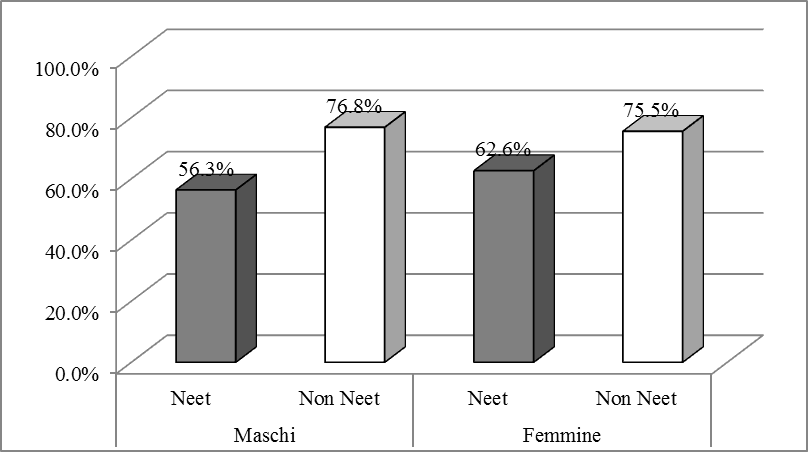 100.0%
80.0%
60.0%
40.0%
20.0%
0.0%
56.3%
76.8%
62.6%
75.5%
Neet
Non Neet
Neet
Non Neet
Maschi
Femmine